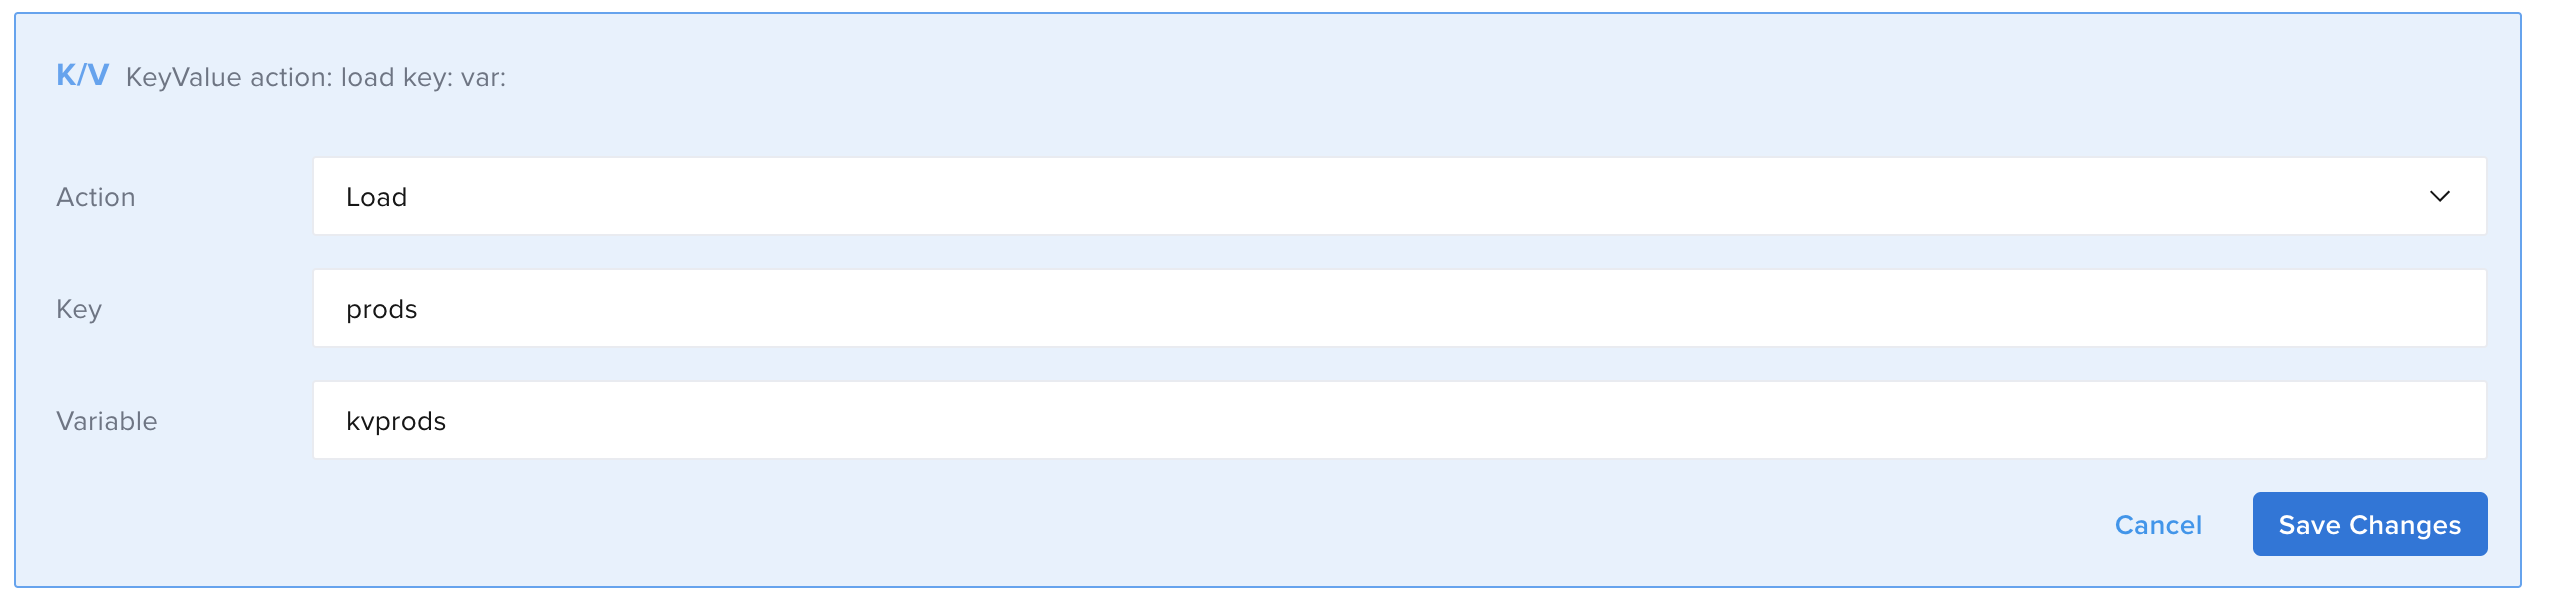 K/V KeyValue action: load key: var:
Action Load
Key prods
Variable kvprods
Cancel Save Changes